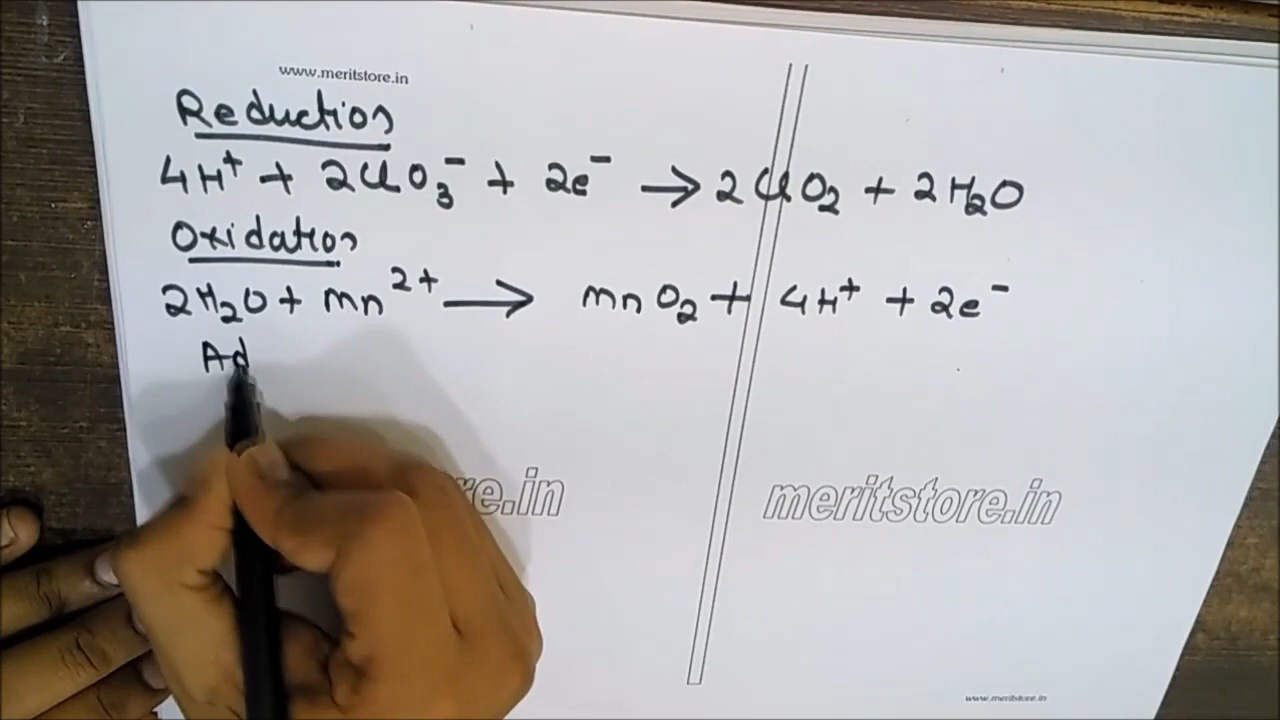 www.meritstore.in
Reduction
4H⁺ + 2ClO₃⁻ + 2e⁻ → 2ClO₂ + 2H₂O
Oxidation
2H₂O + mn²⁺ → mnO₂ + 4H⁺ + 2e⁻
Ad
re.in meritstore.in
www.meritstore.in